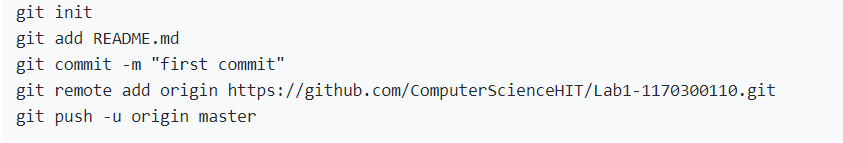 git init
git add README.md
git commit -m "first commit"
git remote add origin https://github.com/ComputerScienceHIT/Lab1-1170300110.git
git push -u origin master